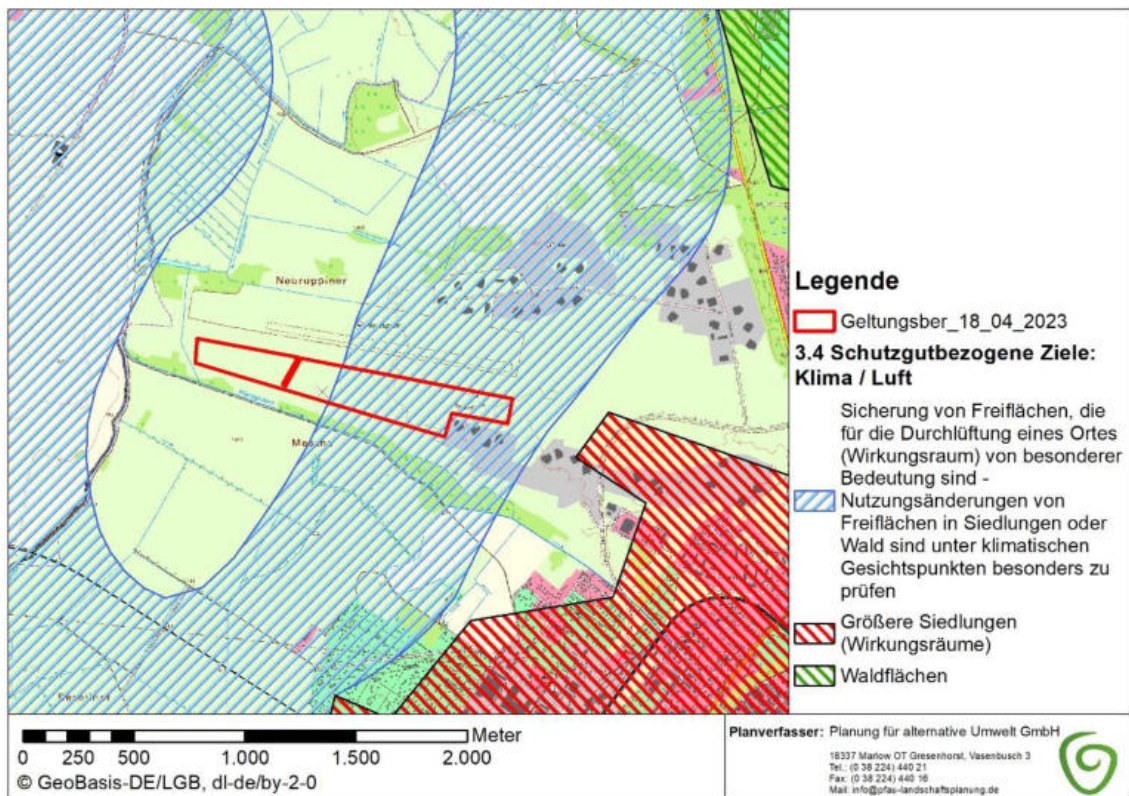 Neuruppiner
Legende
Geltungsber_18_04_2023
3.4 Schutzgutbezogene Ziele:
Klima / Luft
Sicherung von Freiflächen, die
für die Durchlüftung eines Ortes
(Wirkungsraum) von besonderer
Bedeutung sind -
Nutzungsänderungen von
Freiflächen in Siedlungen oder
Wald sind unter klimatischen
Gesichtspunkten besonders zu
prüfen
Größere Siedlungen
(Wirkungsräume)
Waldflächen
Meter
0 250 500 1.000 1.500 2.000
© GeoBasis-DE/LGB, dl-de/by-2-0
Planverfasser: Planung für alternative Umwelt GmbH
18337 Marlow OT Gresenhorst, Vasenbusch 3
Tel.: (0 38 224) 440 21
Fax: (0 38 224) 440 16
Mail: info@pfau-landschaftsplanung.de